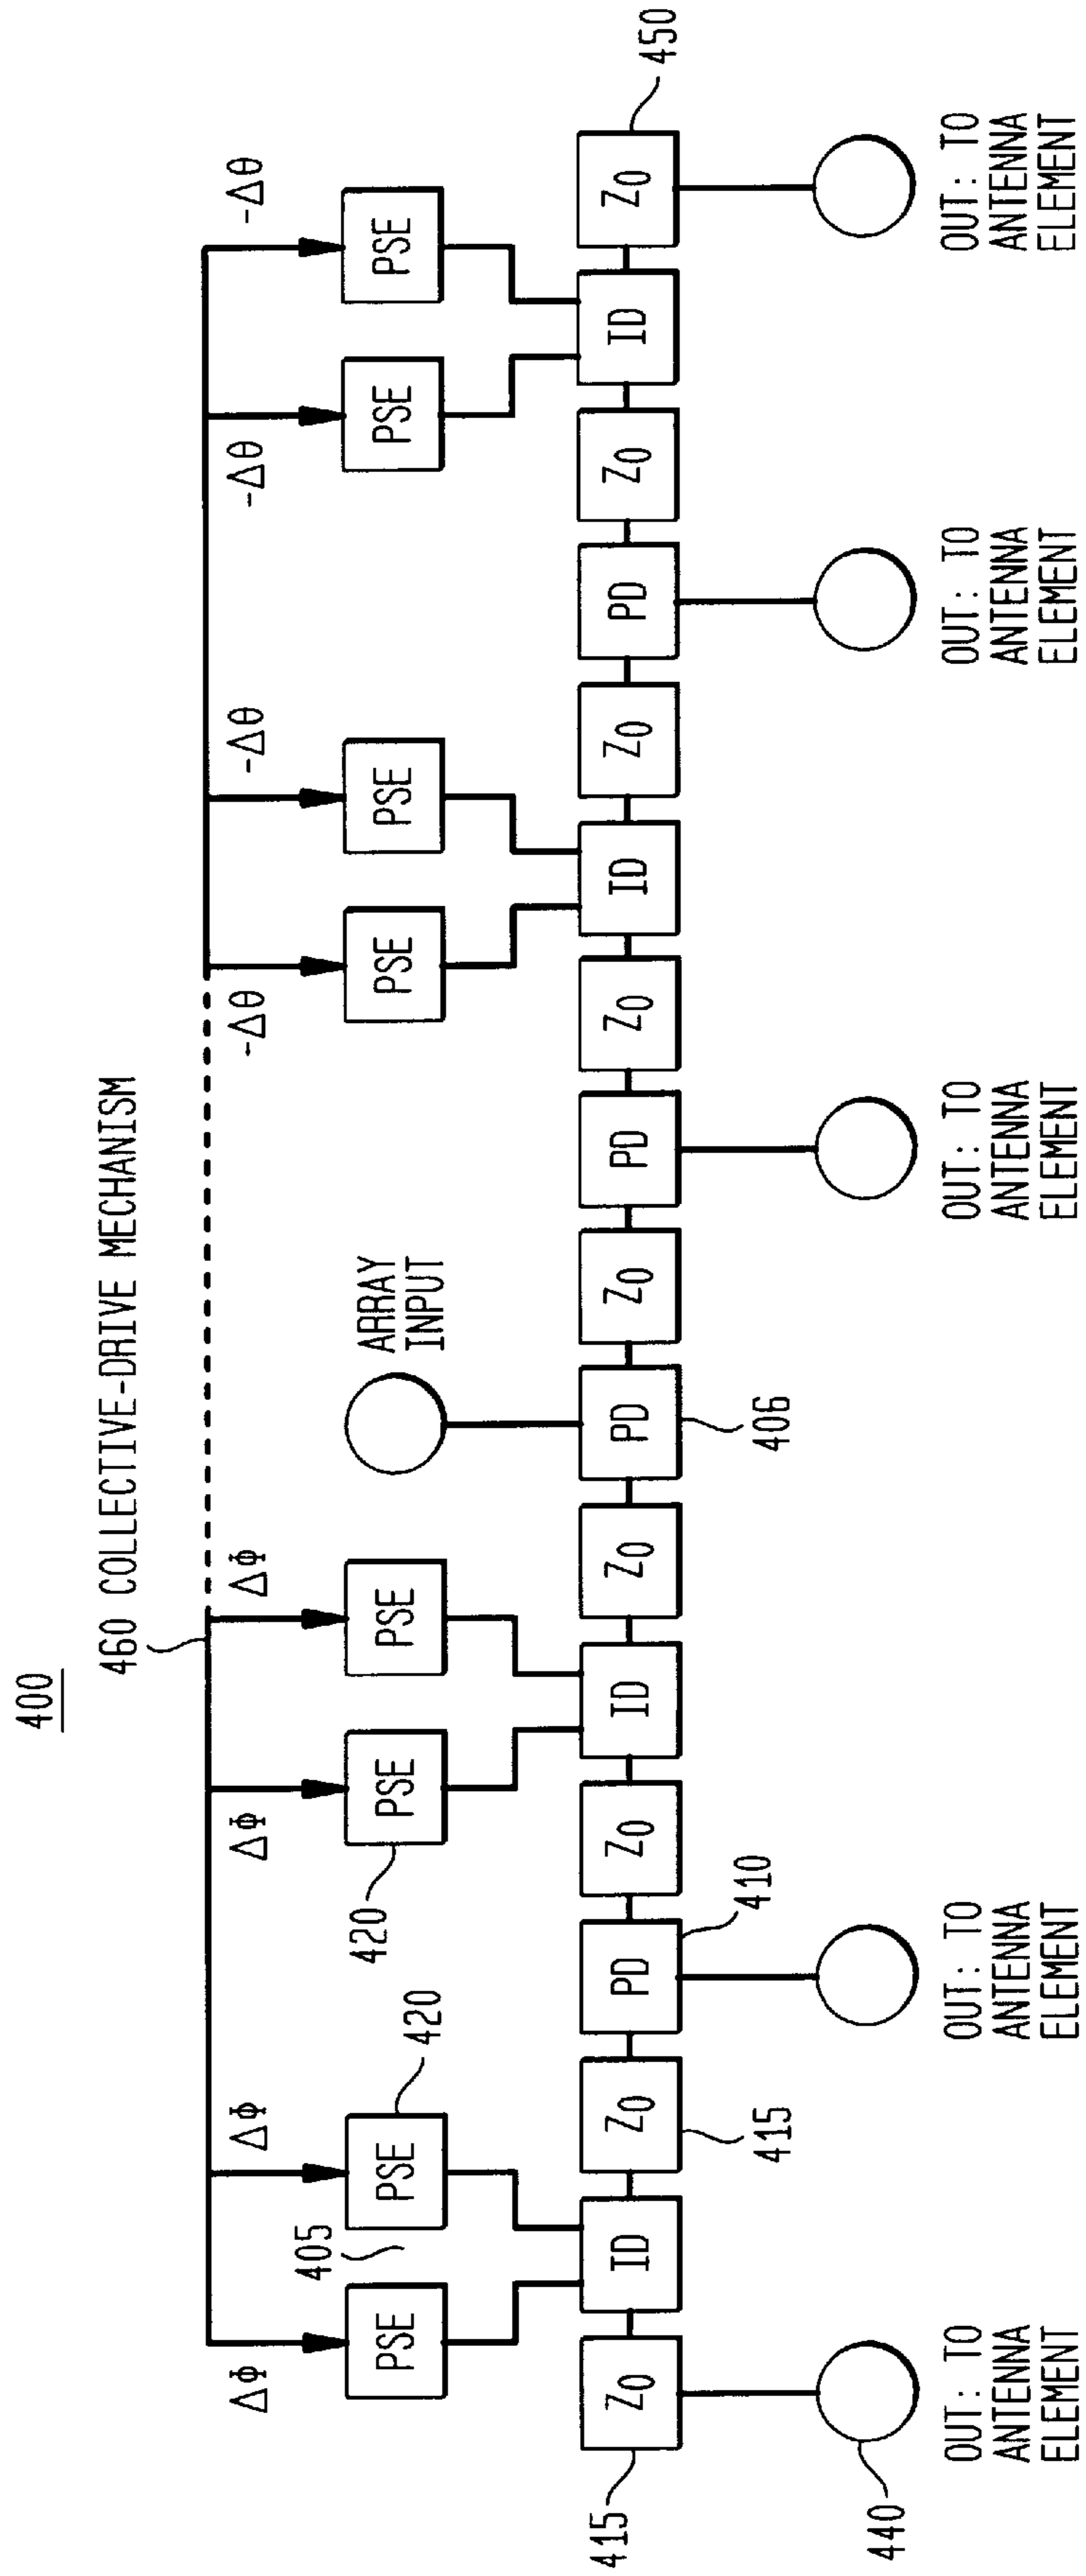 400
460 COLLECTIVE-DRIVE MECHANISM
ΔΦ
ΔΦ
ΔΦ
ΔΦ
-Δθ
-Δθ
-Δθ
-Δθ
405
420
420
PSE
PSE
PSE
PSE
ARRAY
INPUT
PSE
PSE
PSE
PSE
415
Z0
ID
Z0
PD
Z0
ID
Z0
PD
Z0
PD
Z0
ID
Z0
PD
Z0
ID
Z0
450
415
410
406
440
OUT: TO
ANTENNA
ELEMENT
OUT: TO
ANTENNA
ELEMENT
OUT: TO
ANTENNA
ELEMENT
OUT: TO
ANTENNA
ELEMENT
OUT: TO
ANTENNA
ELEMENT